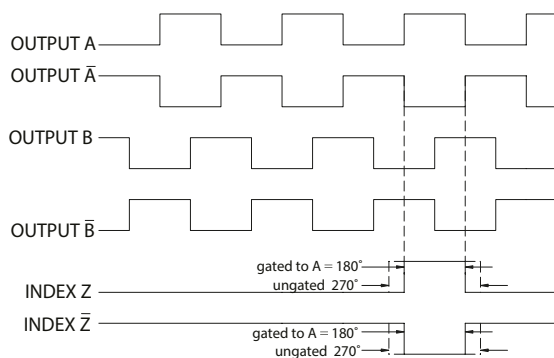 OUTPUT A
OUTPUT A̅
OUTPUT B
OUTPUT B̅
gated to A = 180°
ungated 270°
INDEX Z
INDEX Z̅
gated to A = 180°
ungated 270°